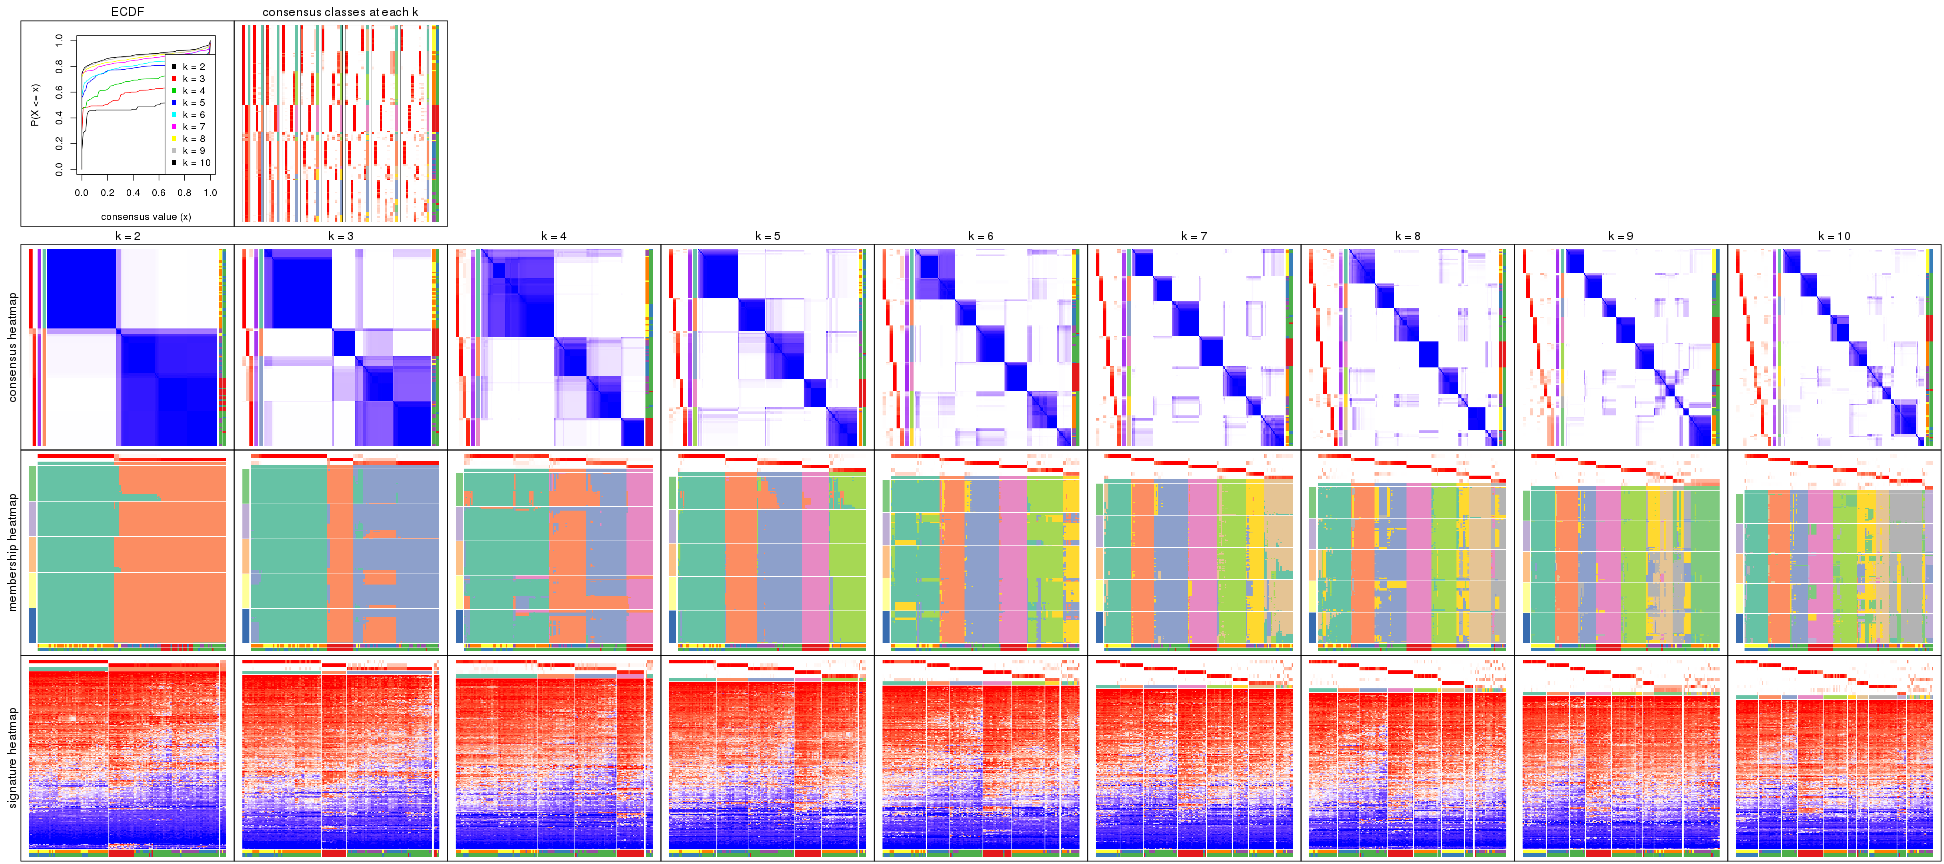 ECDF
consensus classes at each k
P(X <= x)
0.0 0.2 0.4 0.6 0.8 1.0
k = 2
k = 3
k = 4
k = 5
k = 6
k = 7
k = 8
k = 9
k = 10
0.0 0.2 0.4 0.6 0.8 1.0
consensus value (x)
k = 2 k = 3 k = 4 k = 5 k = 6 k = 7 k = 8 k = 9 k = 10
consensus heatmap
membership heatmap
signature heatmap